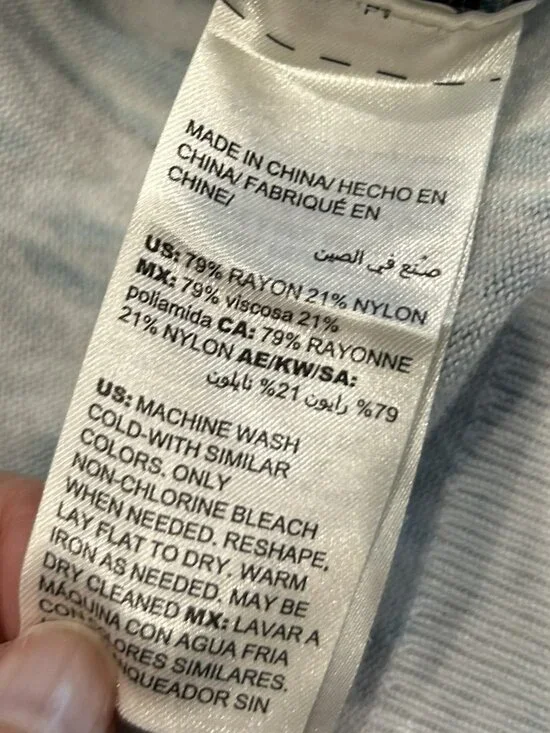 MADE IN CHINA/ HECHO EN
CHINA/ FABRIQUÉ EN
CHINE/
صنع في الصين
US: 79% RAYON 21% NYLON
MX: 79% viscosa 21%
poliamida CA: 79% RAYONNE
21% NYLON AE/KW/SA:
79% رايون 21% نايلون
US: MACHINE WASH
COLD-WITH SIMILAR
COLORS. ONLY
NON-CHLORINE BLEACH
WHEN NEEDED. RESHAPE,
LAY FLAT TO DRY. WARM
IRON AS NEEDED. MAY BE
DRY CLEANED MX: LAVAR A
MÁQUINA CON AGUA FRIA
CON SIMILARES.
SIN